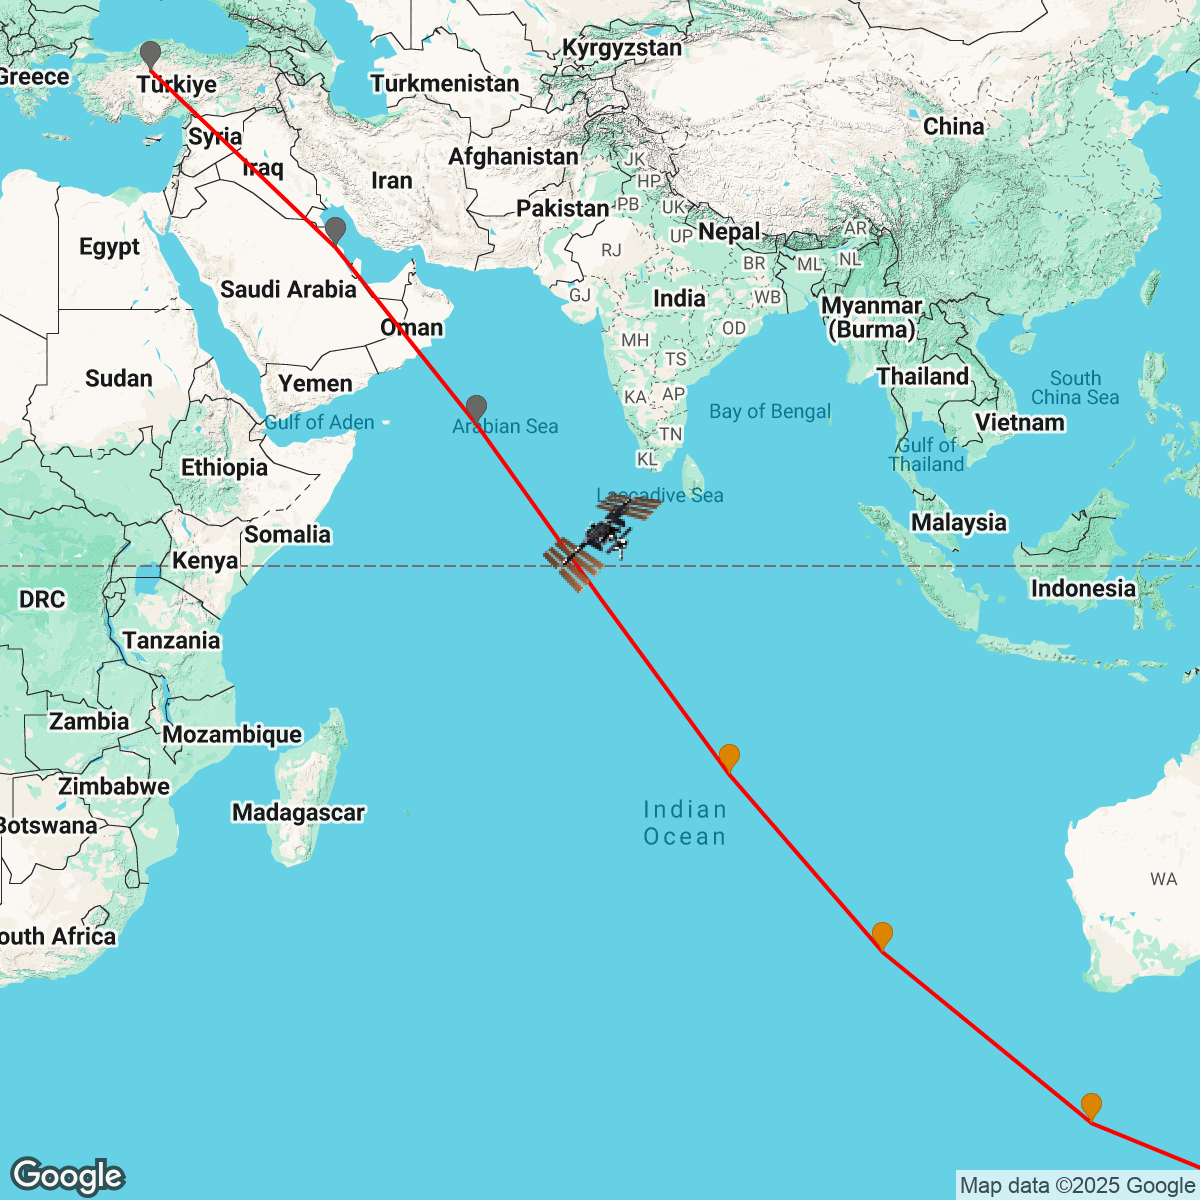 Kyrgyzstan
Greece
Türkiye
Turkmenistan
China
Syria
Iraq
Afghanistan
JK
Iran
HP
Pakistan
PB
UK
Egypt
RJ
UP
Nepal
AR
BR
ML
NL
Saudi Arabia
GJ
India
WB
Myanmar
(Burma)
Oman
OD
MH
TS
Sudan
Yemen
Thailand
South
China Sea
KA
AP
Gulf of Aden
Arabian Sea
Bay of Bengal
Vietnam
TN
Gulf of
Thailand
Ethiopia
KL
Laccadive Sea
Malaysia
Somalia
Kenya
DRC
Indonesia
Tanzania
Zambia
Mozambique
Zimbabwe
Madagascar
Indian
Ocean
Botswana
WA
outh Africa
Google
Map data ©2025 Google